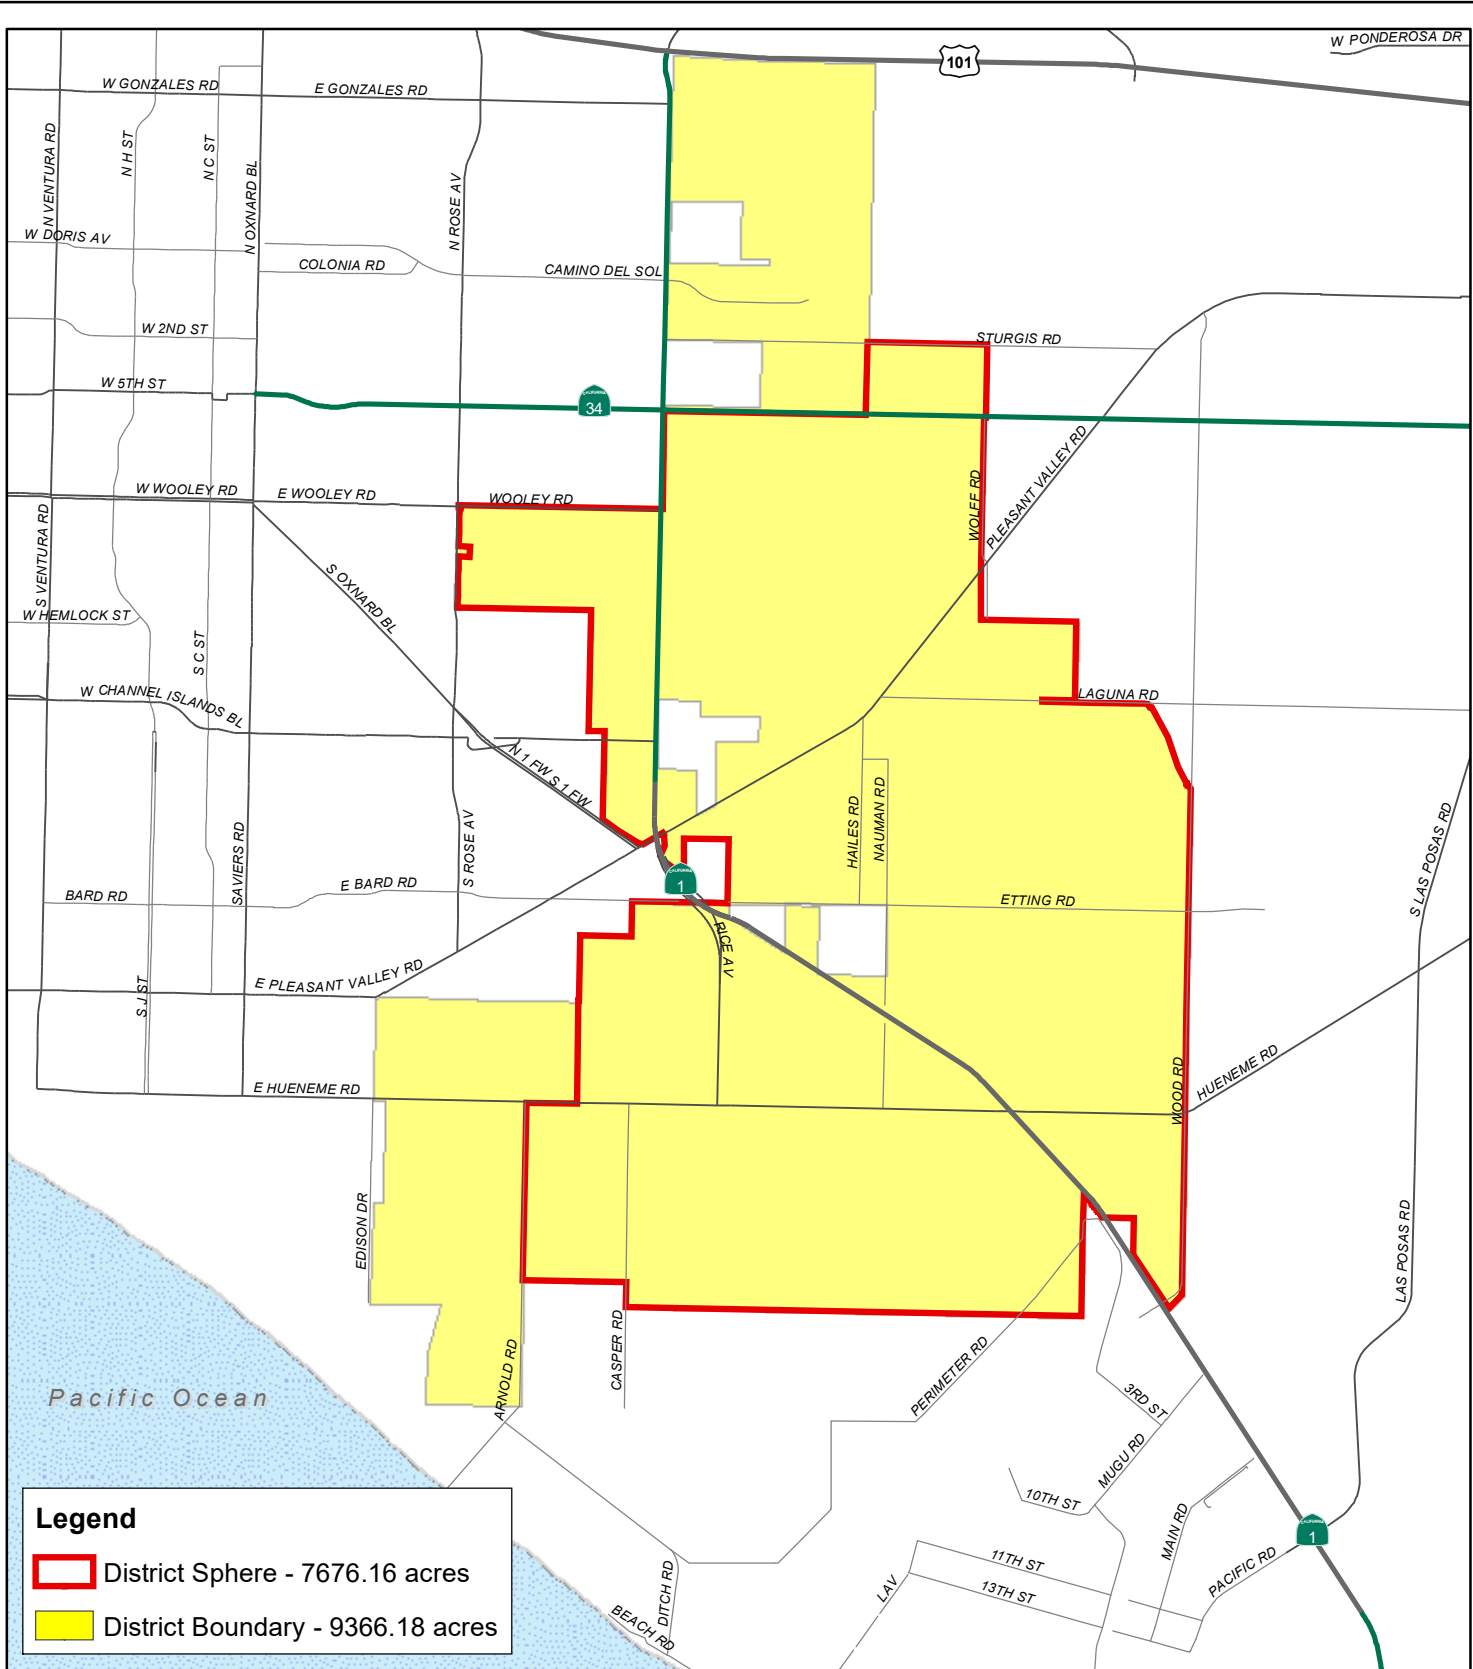 W PONDEROSA DR
101
W GONZALES RD
E GONZALES RD
N VENTURA RD
N H ST
N C ST
N OXNARD BL
N ROSE AV
W DORIS AV
COLONIA RD
CAMINO DEL SOL
W 2ND ST
STURGIS RD
W 5TH ST
CALIFORNIA
34
PLEASANT VALLEY RD
WOLFF RD
W WOOLEY RD
E WOOLEY RD
WOOLEY RD
S VENTURA RD
S OXNARD BL
W HEMLOCK ST
S C ST
W CHANNEL ISLANDS BL
LAGUNA RD
N 1 FW
S 1 FW
HAILES RD
NAUMAN RD
S ROSE AV
SAVIERS RD
S LAS POSAS RD
CALIFORNIA
1
BARD RD
E BARD RD
ETTING RD
RICE AV
E PLEASANT VALLEY RD
S J ST
E HUENEME RD
HUENEME RD
WOOD RD
EDISON DR
LAS POSAS RD
ARNOLD RD
CASPER RD
PERIMETER RD
Pacific Ocean
3RD ST
MUGU RD
10TH ST
MAIN RD
CALIFORNIA
1
11TH ST
13TH ST
PACIFIC RD
LAV
DITCH RD
BEACH RD
Legend
District Sphere - 7676.16 acres
District Boundary - 9366.18 acres